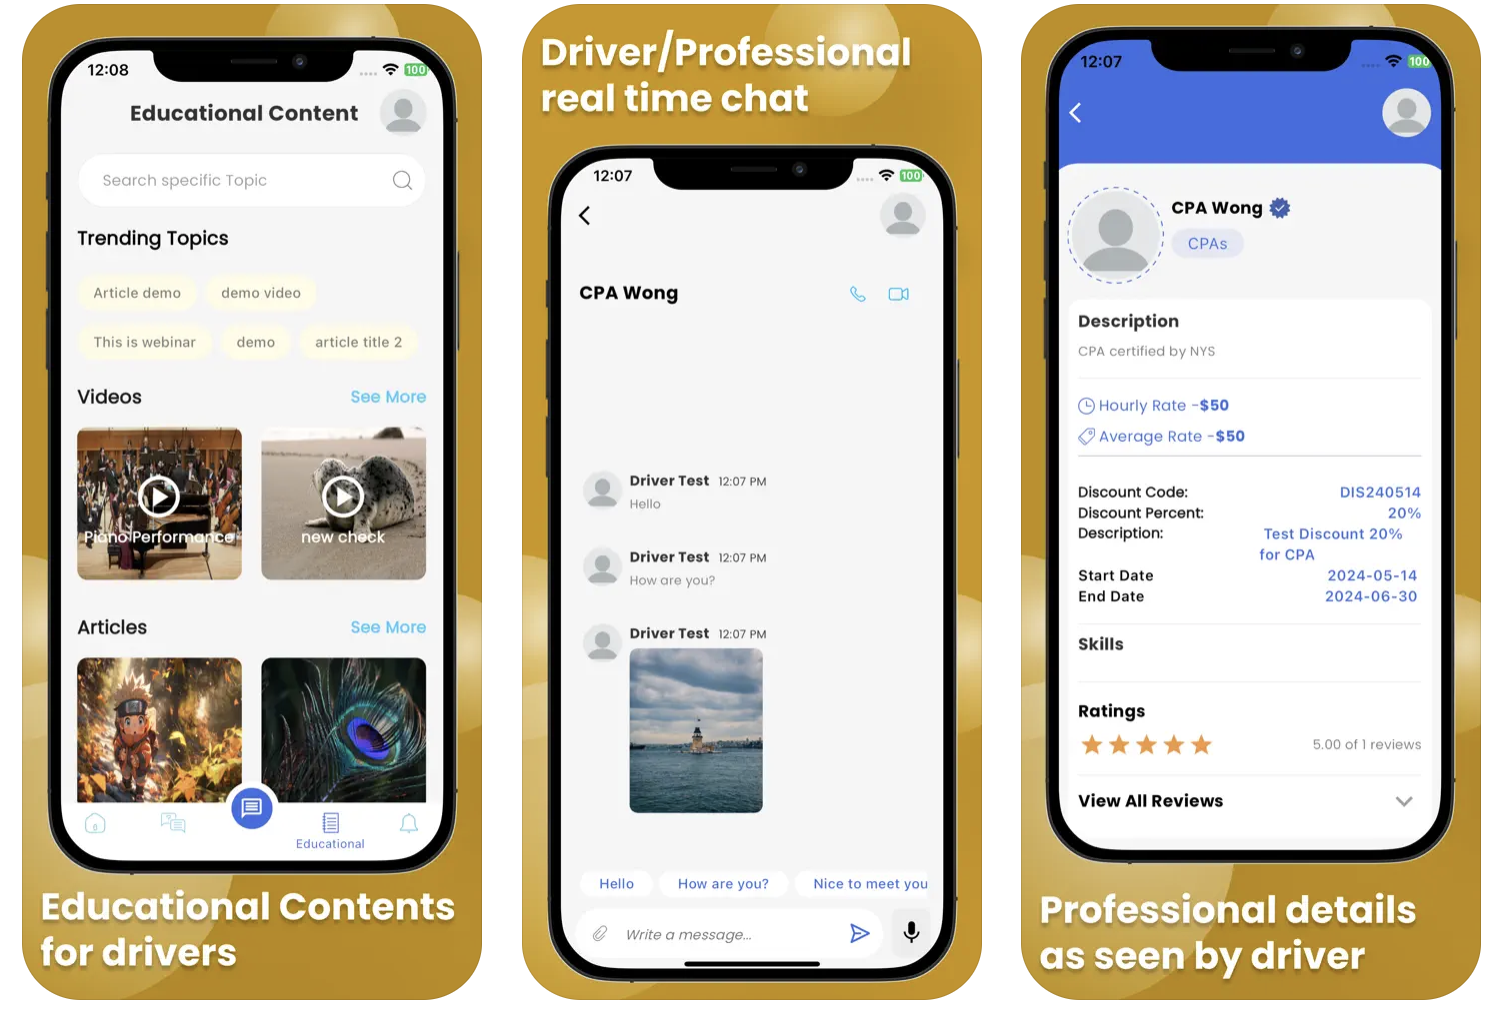 12:08
100
Educational Content
Search specific Topic
Trending Topics
Article demo
demo video
This is webinar
demo
article title 2
Videos
See More
Piano Performance
new check
Articles
See More
Educational
Educational Contents
for drivers
Driver/Professional
real time chat
12:07
100
CPA Wong
Driver Test 12:07 PM
Hello
Driver Test 12:07 PM
How are you?
Driver Test 12:07 PM
Hello
How are you?
Nice to meet you
Write a message...
12:07
100
CPA Wong
CPAs
Description
CPA certified by NYS
Hourly Rate -$50
Average Rate -$50
Discount Code: DIS240514
Discount Percent: 20%
Description: Test Discount 20%
for CPA
Start Date 2024-05-14
End Date 2024-06-30
Skills
Ratings
5.00 of 1 reviews
View All Reviews
Professional details
as seen by driver